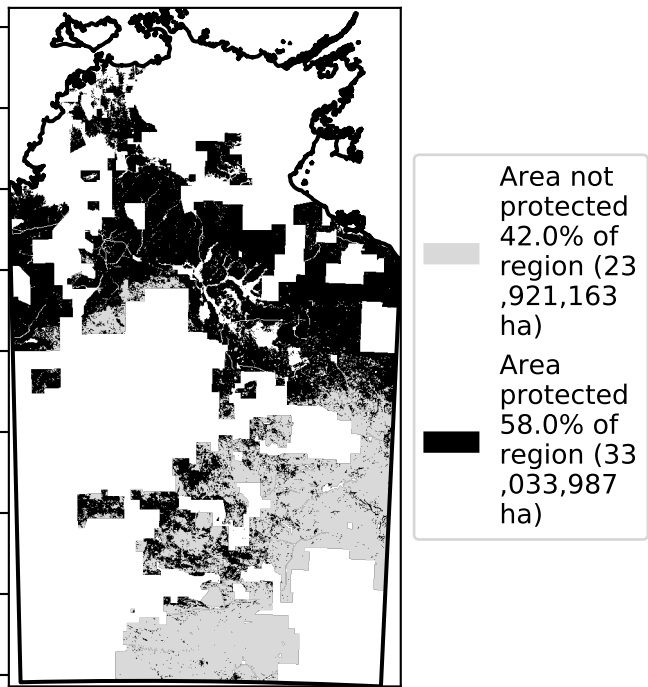 Area not
protected
42.0% of
region (23
,921,163
ha)
Area
protected
58.0% of
region (33
,033,987
ha)